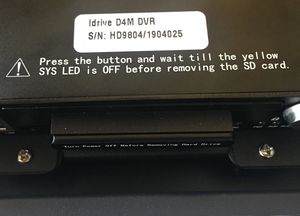 Idrive D4M DVR
S/N: HD9804/1904025
Press the button and wait till the yellow
SYS LED is OFF before removing the SD card.
Turn Power Off Before Removing Hard Drive